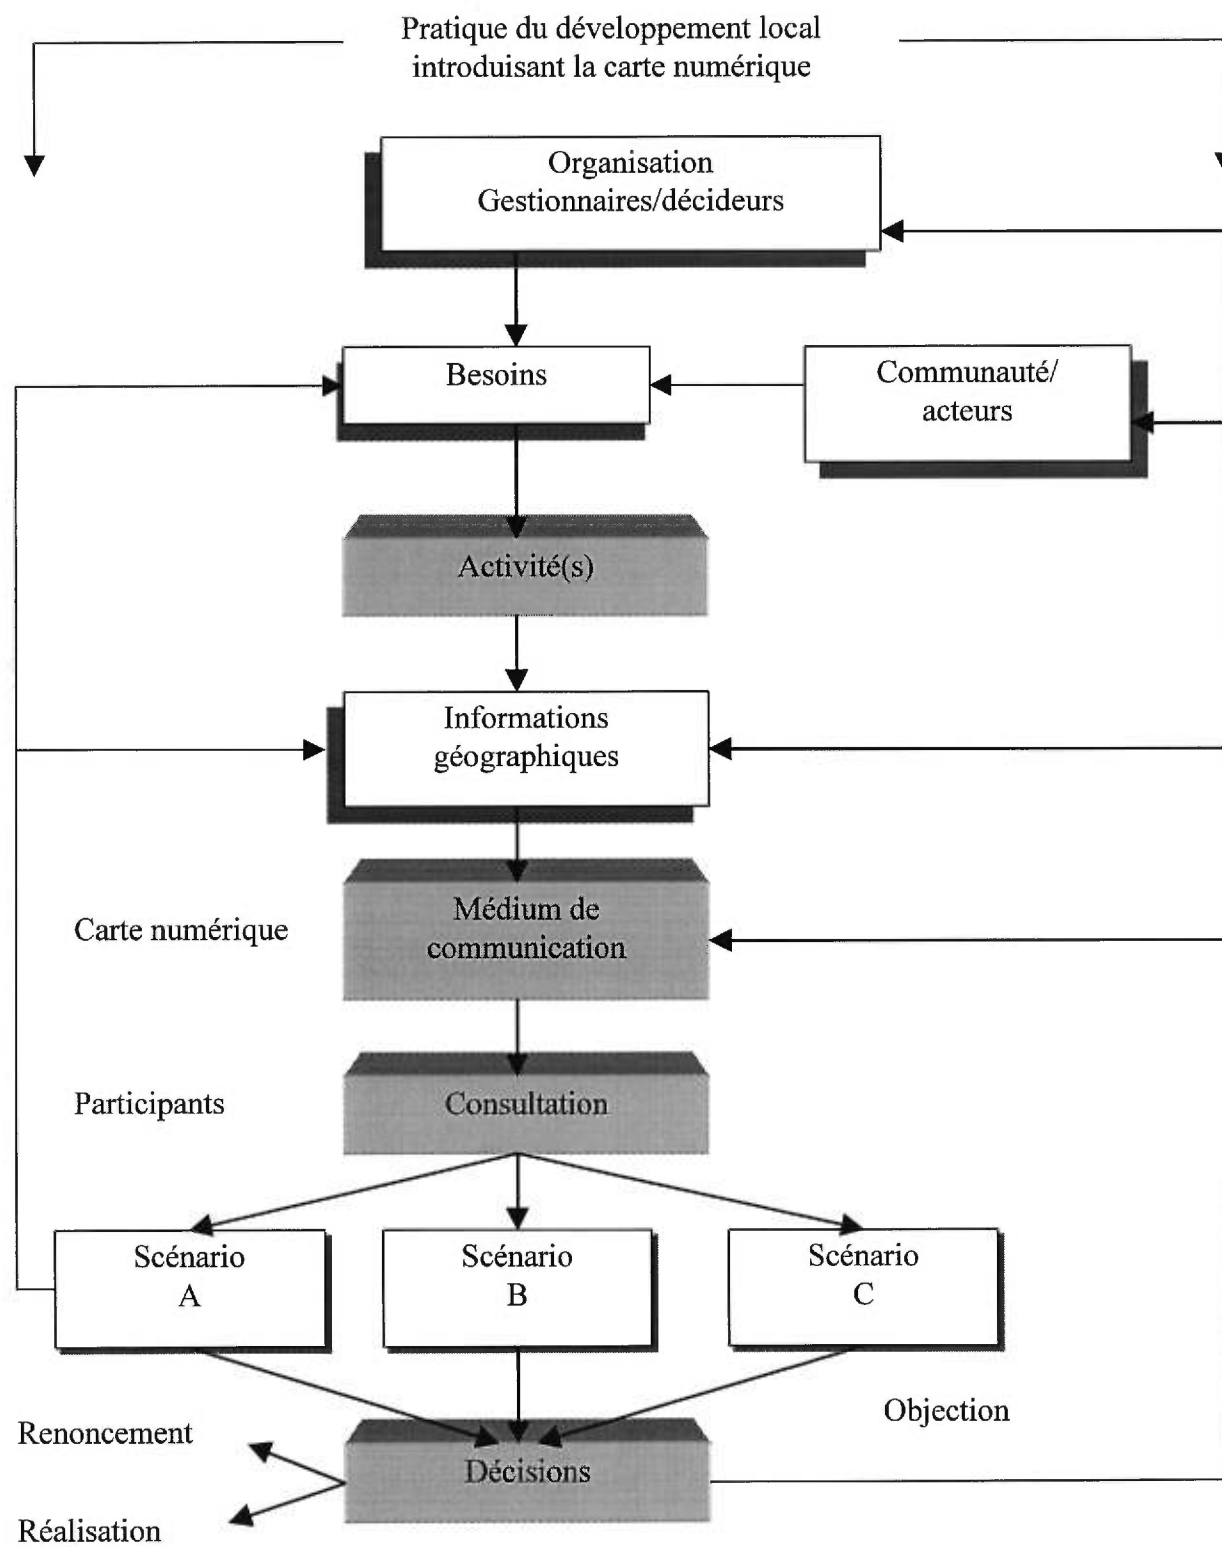 Pratique du développement local
introduisant la carte numérique
Organisation
Gestionnaires/décideurs
Besoins
Communauté/
acteurs
Activité(s)
Informations
géographiques
Carte numérique
Médium de
communication
Participants
Consultation
Scénario
A
Scénario
B
Scénario
C
Objection
Renoncement
Décisions
Réalisation